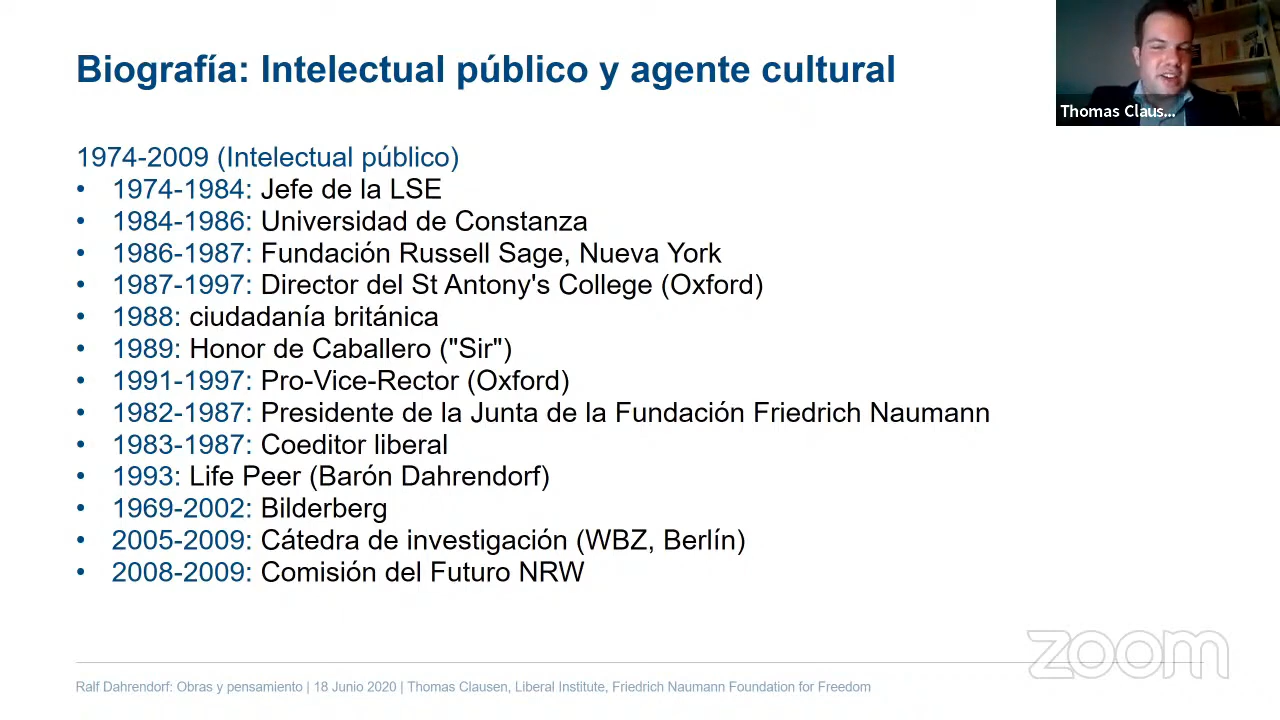 Biografía: Intelectual público y agente cultural
Thomas Claus...
1974-2009 (Intelectual público)
• 1974-1984: Jefe de la LSE
• 1984-1986: Universidad de Constanza
• 1986-1987: Fundación Russell Sage, Nueva York
• 1987-1997: Director del St Antony's College (Oxford)
• 1988: ciudadanía británica
• 1989: Honor de Caballero ("Sir")
• 1991-1997: Pro-Vice-Rector (Oxford)
• 1982-1987: Presidente de la Junta de la Fundación Friedrich Naumann
• 1983-1987: Coeditor liberal
• 1993: Life Peer (Barón Dahrendorf)
• 1969-2002: Bilderberg
• 2005-2009: Cátedra de investigación (WBZ, Berlín)
• 2008-2009: Comisión del Futuro NRW
zoom
Ralf Dahrendorf: Obras y pensamiento | 18 Junio 2020 | Thomas Clausen, Liberal Institute, Friedrich Naumann Foundation for Freedom